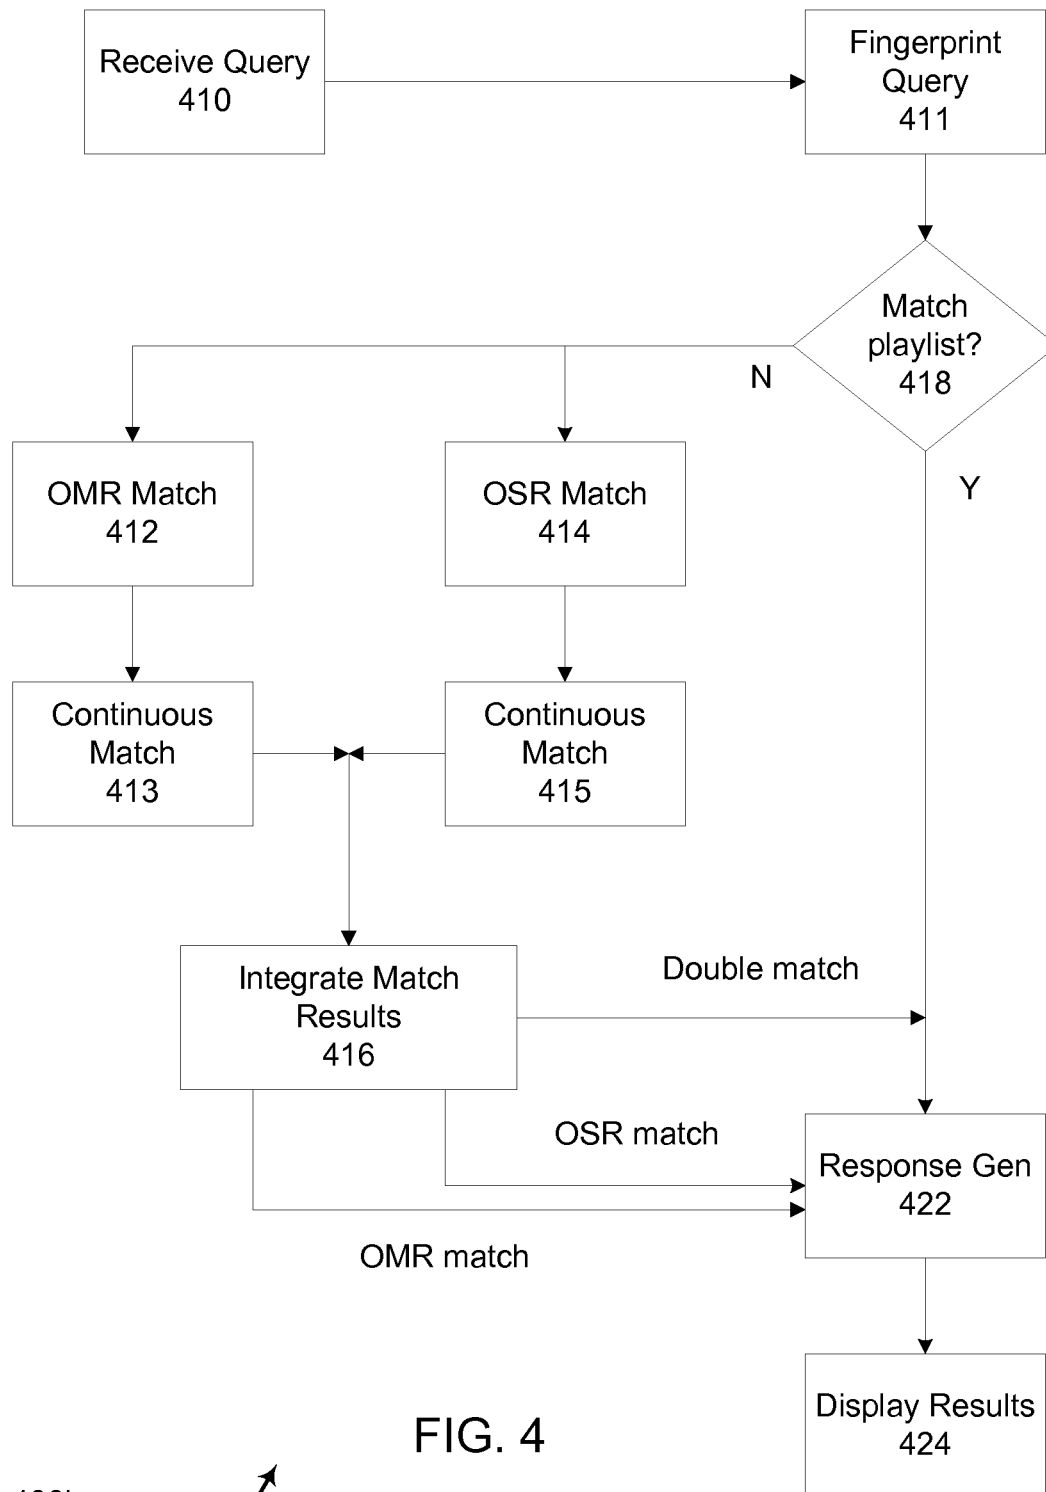 Receive Query
410
Fingerprint
Query
411
Match
playlist?
418
N
Y
OMR Match
412
OSR Match
414
Continuous
Match
413
Continuous
Match
415
Integrate Match
Results
416
Double match
OSR match
OMR match
Response Gen
422
Display Results
424
FIG. 4